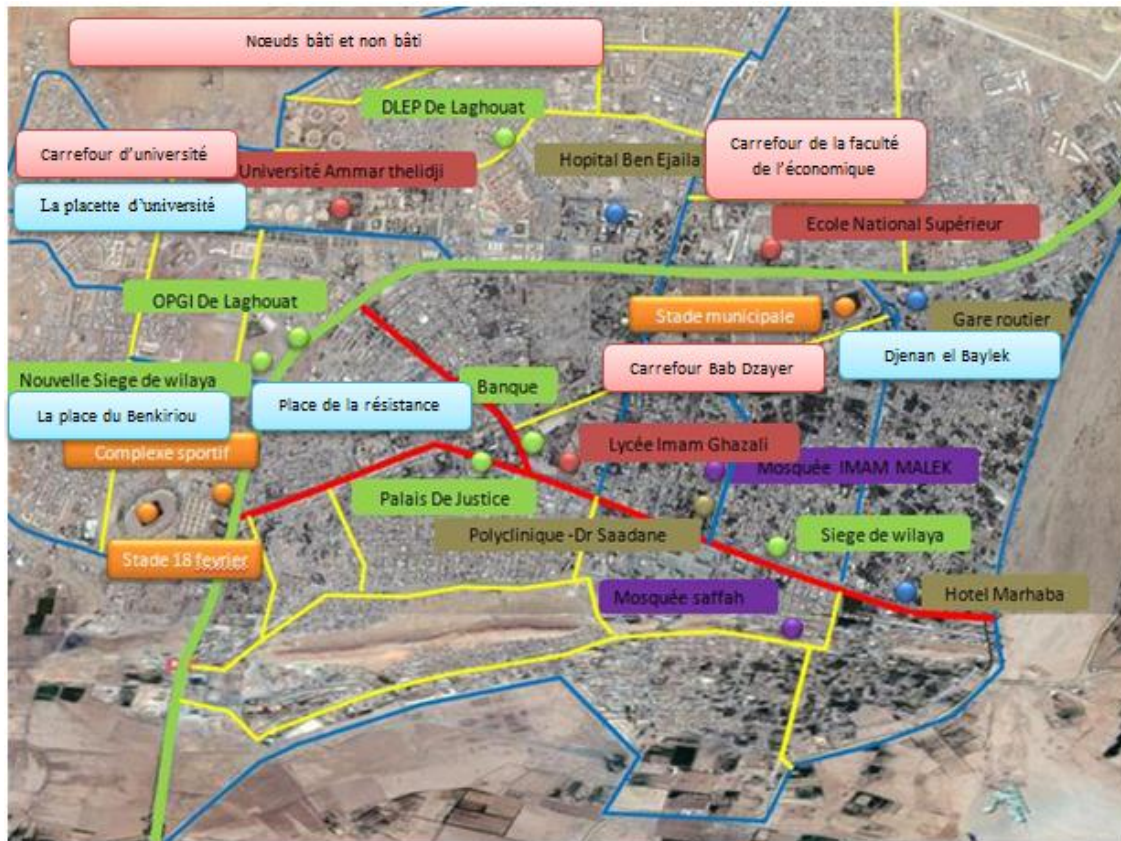 Nœuds bâti et non bâti
DLEP De Laghouat
Carrefour d’université
Hopital Ben Ejaila
Carrefour de la faculté
de l’économique
Université Ammar thelidji
La placette d’université
Ecole National Supérieur
OPGI De Laghouat
Stade municipale
Gare routier
Nouvelle Siege de wilaya
Banque
Carrefour Bab Dzayer
Djenan el Baylek
La place du Benkiriou
Place de la résistance
Complexe sportif
Lycée Imam Ghazali
Mosquée IMAM MALEK
Palais De Justice
Polyclinique -Dr Saadane
Siege de wilaya
Stade 18 fevrier
Mosquée saffah
Hotel Marhaba